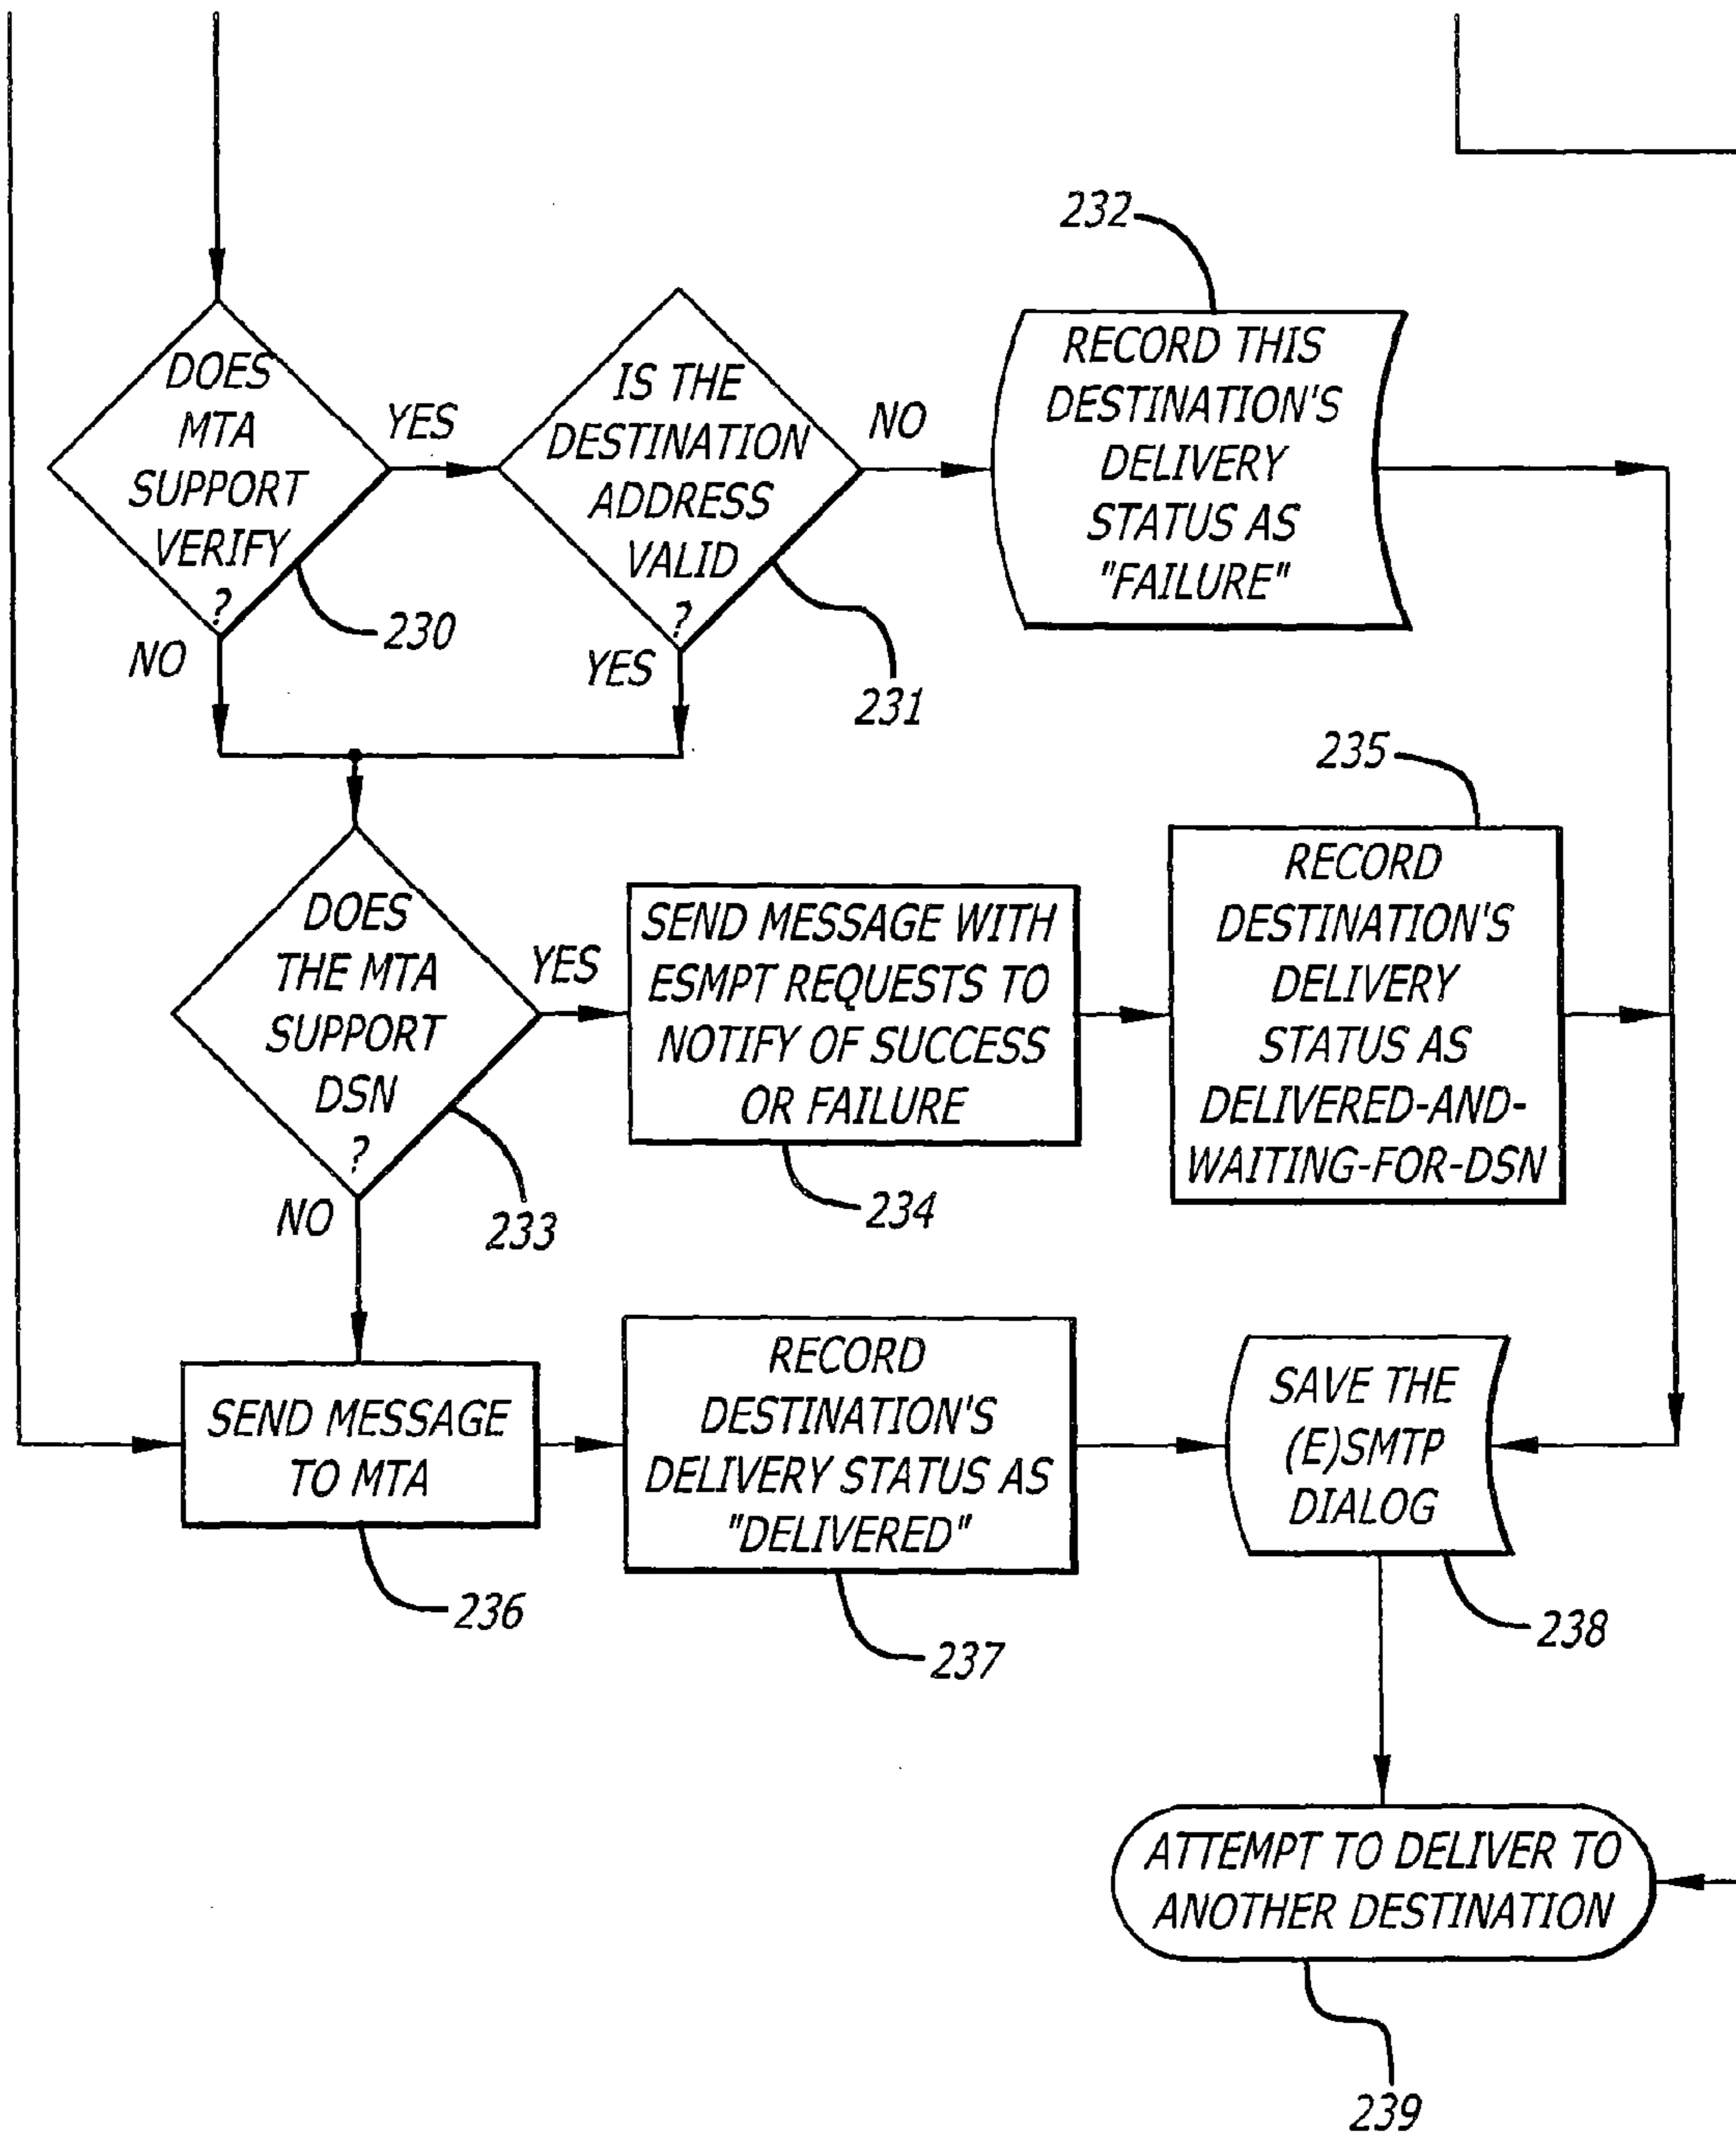 232
DOES
MTA
SUPPORT
VERIFY
?
230
YES
NO
IS THE
DESTINATION
ADDRESS
VALID
?
231
NO
YES
RECORD THIS
DESTINATION'S
DELIVERY
STATUS AS
"FAILURE"
235
DOES
THE MTA
SUPPORT
DSN
?
233
YES
NO
SEND MESSAGE WITH
ESMPT REQUESTS TO
NOTIFY OF SUCCESS
OR FAILURE
234
RECORD
DESTINATION'S
DELIVERY
STATUS AS
DELIVERED-AND-
WAITING-FOR-DSN
SEND MESSAGE
TO MTA
236
RECORD
DESTINATION'S
DELIVERY STATUS AS
"DELIVERED"
237
SAVE THE
(E)SMTP
DIALOG
238
ATTEMPT TO DELIVER TO
ANOTHER DESTINATION
239